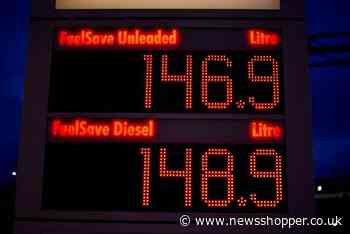 FuelSave Unleaded Litre
146.9
FuelSave Diesel Litre
148.9
www.newsshopper.co.uk